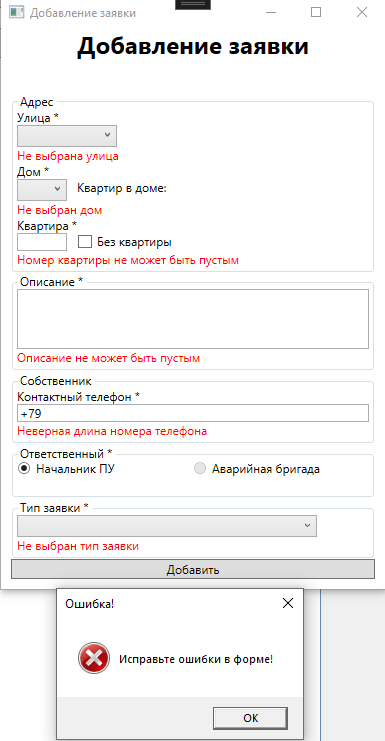 Добавление заявки
Добавление заявки
Адрес
Улица *
Не выбрана улица
Дом *
Квартир в доме:
Не выбран дом
Квартира *
Без квартиры
Номер квартиры не может быть пустым
Описание *
Описание не может быть пустым
Собственник
Контактный телефон *
+79
Неверная длина номера телефона
Ответственный *
Начальник ПУ Аварийная бригада
Тип заявки *
Не выбран тип заявки
Добавить
Ошибка!
Исправьте ошибки в форме!
OK